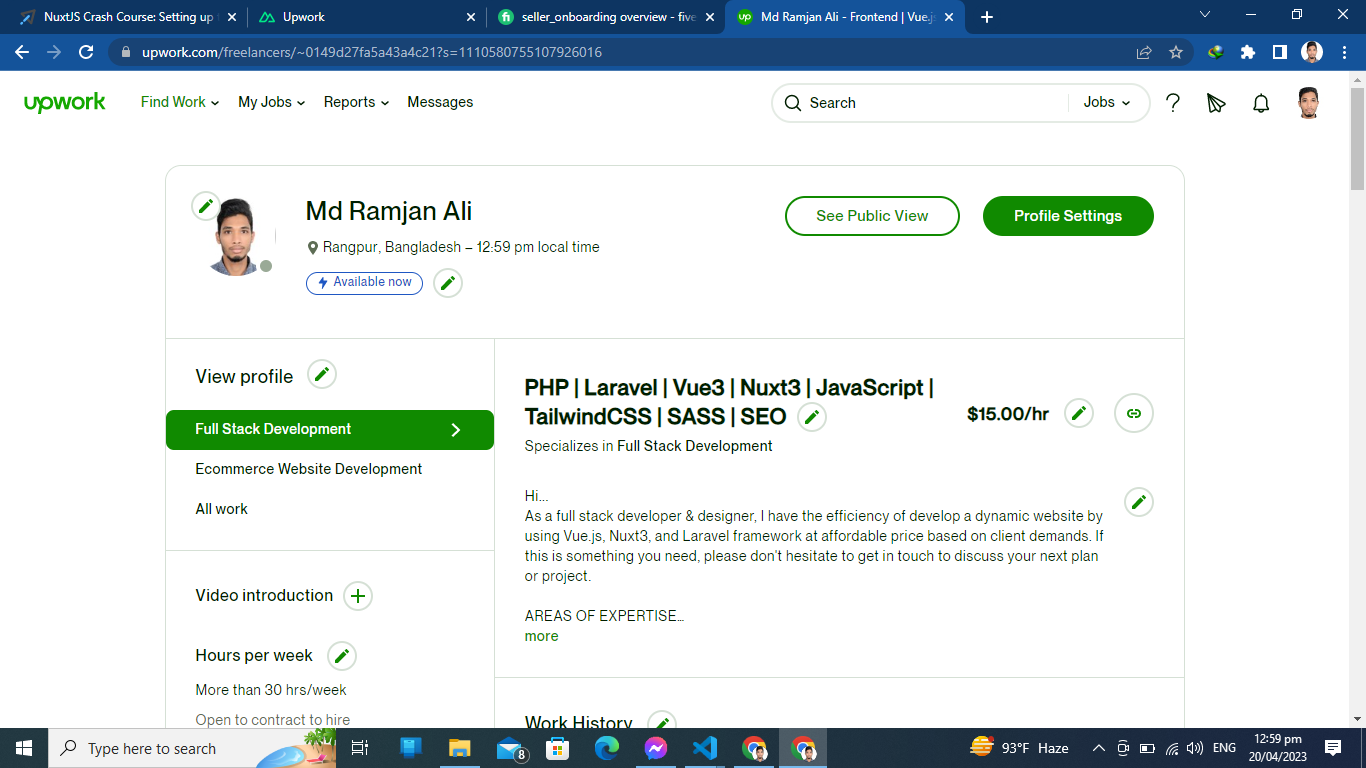 NuxtJS Crash Course: Setting up
Upwork
seller_onboarding overview - five
Md Ramjan Ali - Frontend | Vue.js
upwork.com/freelancers/~0149d27fa5a43a4c21?s=1110580755107926016
upwork
Find Work
My Jobs
Reports
Messages
Search
Jobs
Md Ramjan Ali
Rangpur, Bangladesh – 12:59 pm local time
Available now
See Public View
Profile Settings
View profile
Full Stack Development
Ecommerce Website Development
All work
Video introduction
Hours per week
More than 30 hrs/week
Open to contract to hire
PHP | Laravel | Vue3 | Nuxt3 | JavaScript |
TailwindCSS | SASS | SEO
$15.00/hr
Specializes in Full Stack Development
Hi...
As a full stack developer & designer, I have the efficiency of develop a dynamic website by
using Vue.js, Nuxt3, and Laravel framework at affordable price based on client demands. If
this is something you need, please don't hesitate to get in touch to discuss your next plan
or project.
AREAS OF EXPERTISE…
more
Work History
Type here to search
8
93°F Haze
ENG
12:59 pm
20/04/2023